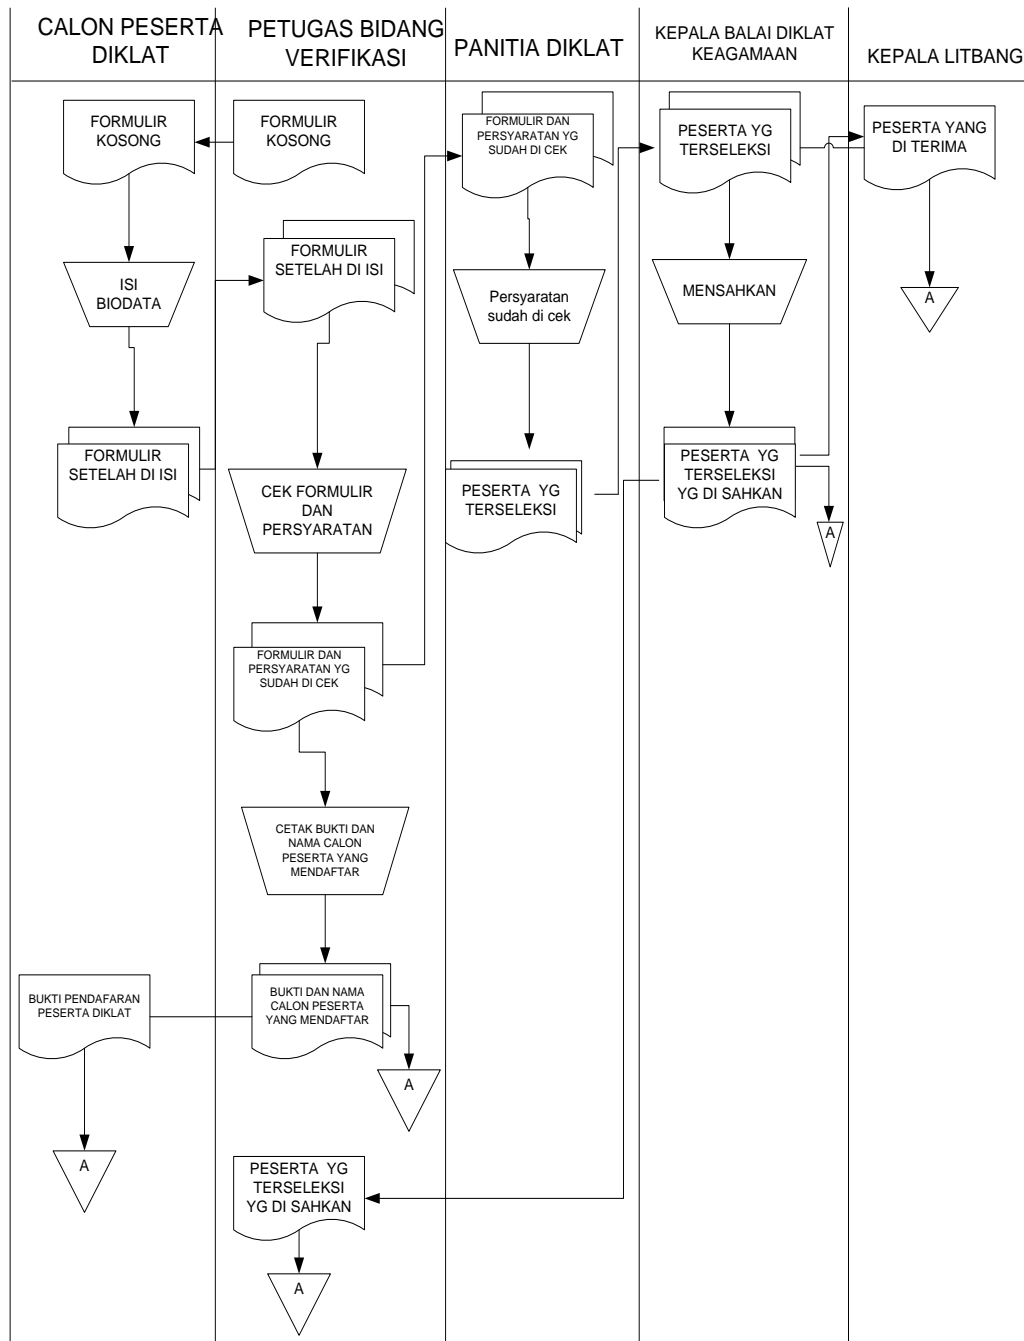 CALON PESERTA
DIKLAT
PETUGAS BIDANG
VERIFIKASI
PANITIA DIKLAT
KEPALA BALAI DIKLAT
KEAGAMAAN
KEPALA LITBANG
FORMULIR
KOSONG
FORMULIR
KOSONG
FORMULIR DAN
PERSYARATAN YG
SUDAH DI CEK
PESERTA YG
TERSELEKSI
PESERTA YANG
DI TERIMA
FORMULIR
SETELAH DI ISI
ISI
BIODATA
Persyaratan
sudah di cek
MENSAHKAN
A
FORMULIR
SETELAH DI ISI
CEK FORMULIR
DAN
PERSYARATAN
PESERTA YG
TERSELEKSI
PESERTA YG
TERSELEKSI
YG DI SAHKAN
A
FORMULIR DAN
PERSYARATAN YG
SUDAH DI CEK
CETAK BUKTI DAN
NAMA CALON
PESERTA YANG
MENDAFTAR
BUKTI PENDAFARAN
PESERTA DIKLAT
BUKTI DAN NAMA
CALON PESERTA
YANG MENDAFTAR
A
A
PESERTA YG
TERSELEKSI
YG DI SAHKAN
A